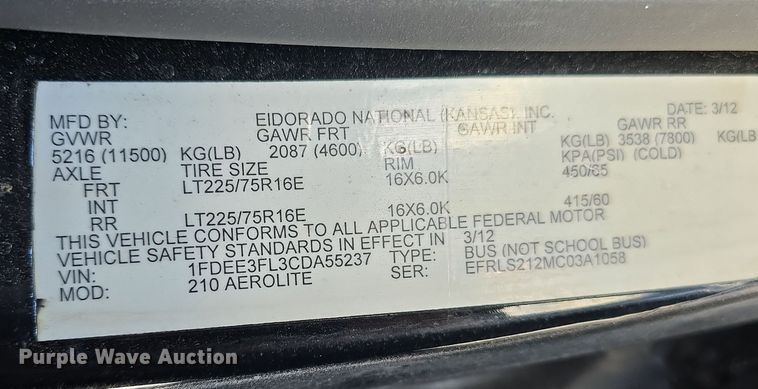 MFD BY: ElDORADO NATIONAL (KANSAS), INC. DATE: 3/12
GVWR GAWR FRT GAWR INT GAWR RR
5216 (11500) KG(LB) 2087 (4600) KG(LB) KG(LB) 3538 (7800) KG(LB
AXLE TIRE SIZE RIM KPA(PSI) (COLD)
FRT LT225/75R16E 16X6.0K 450/65
INT
RR LT225/75R16E 16X6.0K 415/60
THIS VEHICLE CONFORMS TO ALL APPLICABLE FEDERAL MOTOR
VEHICLE SAFETY STANDARDS IN EFFECT IN 3/12
VIN: 1FDEE3FL3CDA55237 TYPE: BUS (NOT SCHOOL BUS)
MOD: 210 AEROLITE SER: EFRLS212MC03A1058
Purple Wave Auction